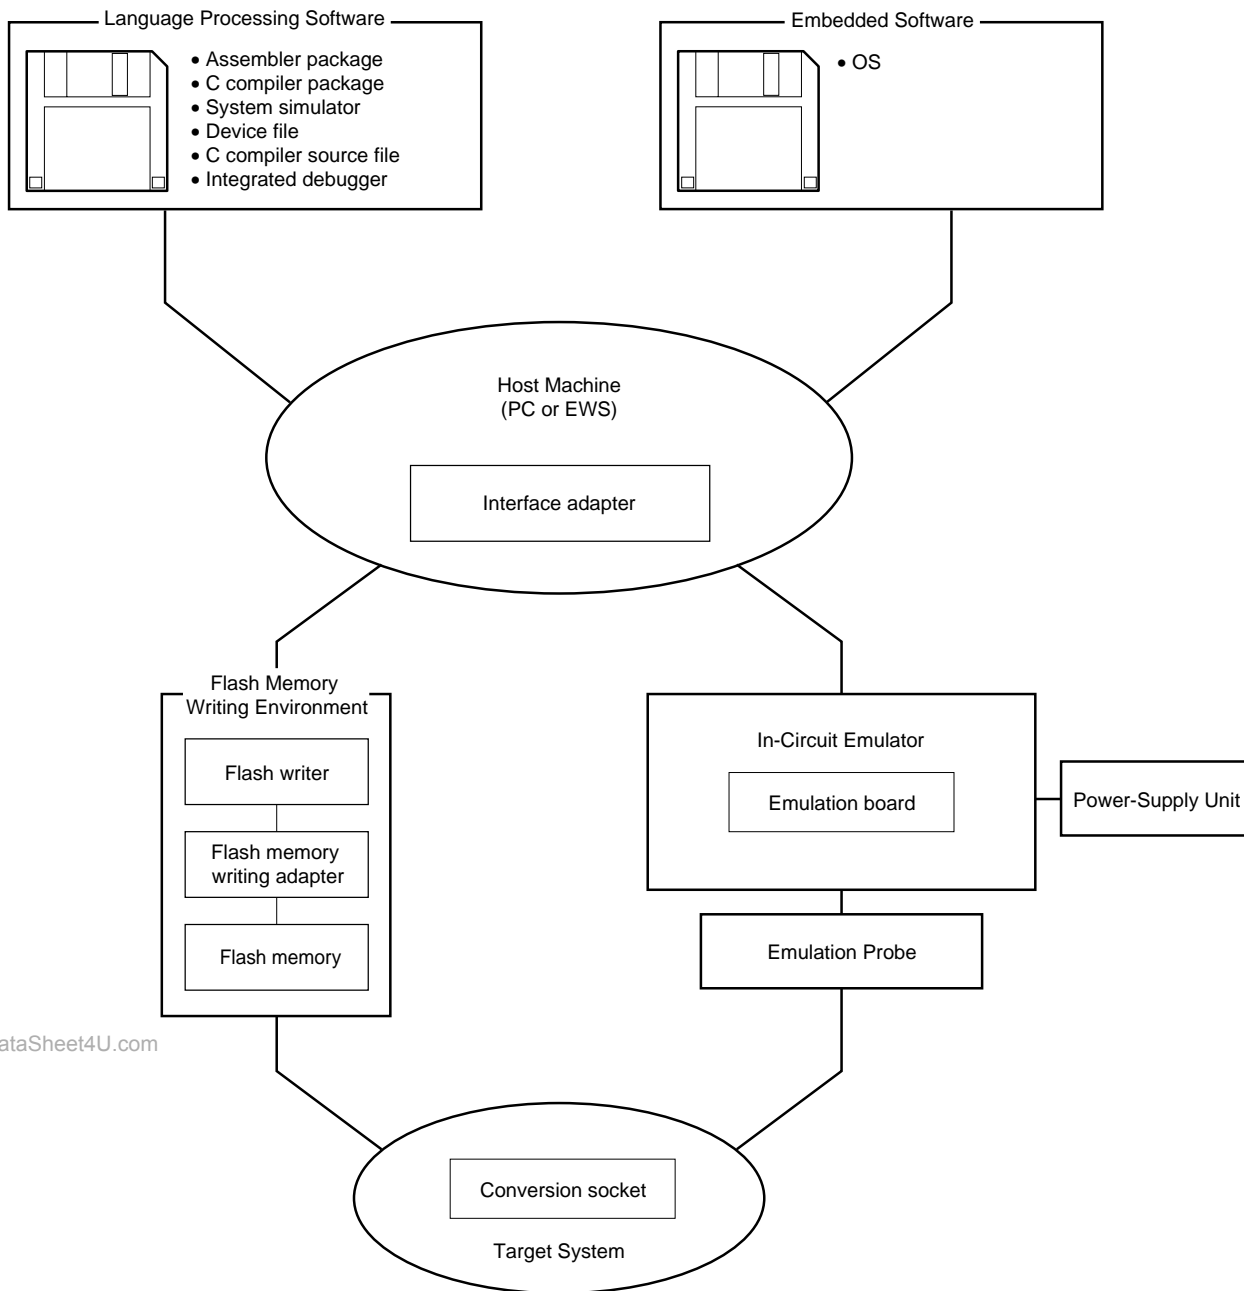 Language Processing Software
• Assembler package
• C compiler package
• System simulator
• Device file
• C compiler source file
• Integrated debugger
Embedded Software
• OS
Host Machine
(PC or EWS)
Interface adapter
Flash Memory
Writing Environment
Flash writer
Flash memory
writing adapter
Flash memory
In-Circuit Emulator
Emulation board
Power-Supply Unit
Emulation Probe
ataSheet4U.com
Conversion socket
Target System